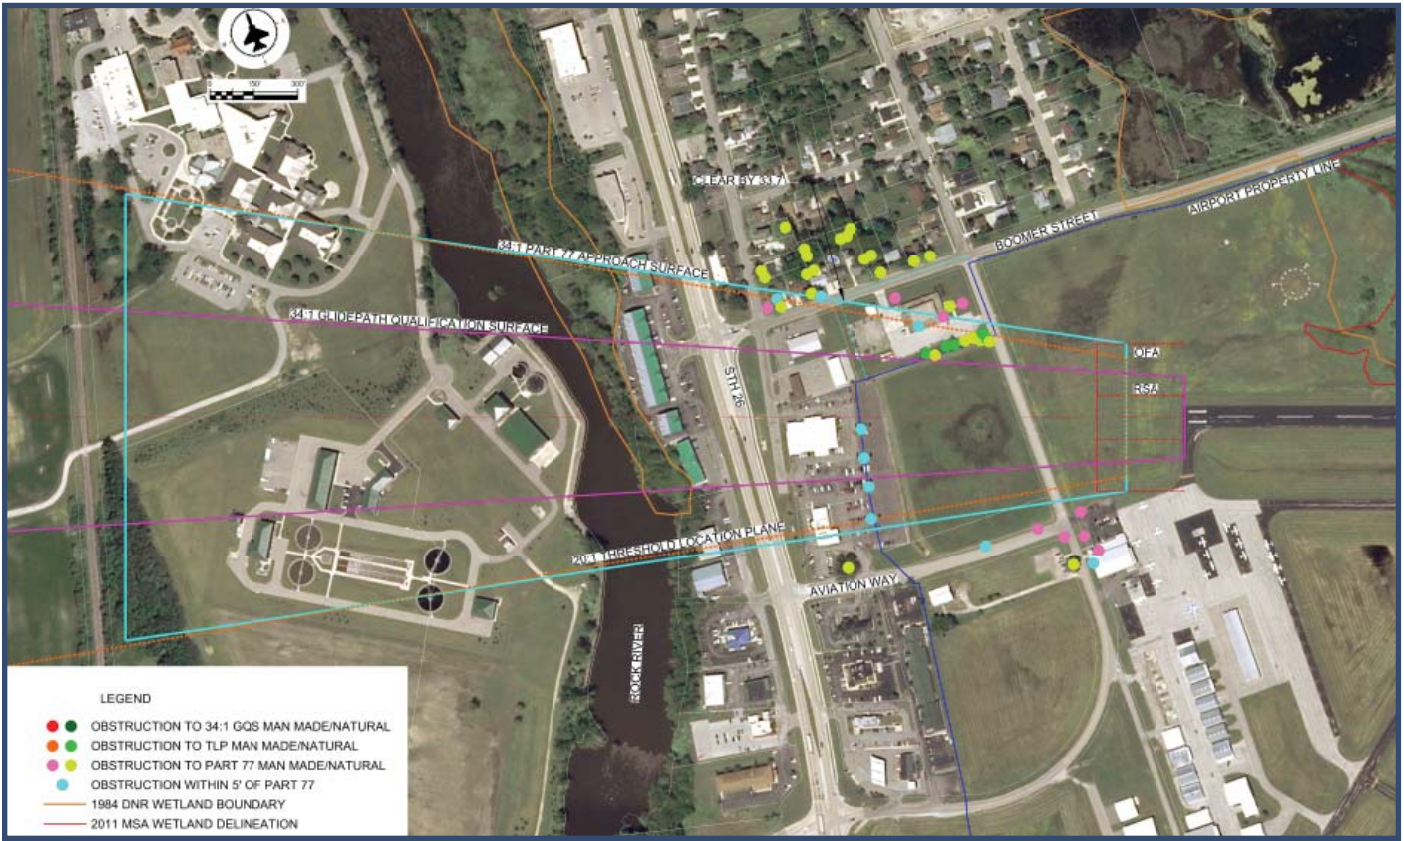 0 150' 300'
CLEAR BY 33.7'
AIRPORT PROPERTY LINE
BOOMER STREET
34:1 PART 77 APPROACH SURFACE
34:1 GLIDEPATH QUALIFICATION SURFACE
OFA
RSA
STH 26
20:1 THRESHOLD LOCATION PLANE
AVIATION WAY
ROCK RIVER
LEGEND
OBSTRUCTION TO 34:1 GQS MAN MADE/NATURAL
OBSTRUCTION TO TLP MAN MADE/NATURAL
OBSTRUCTION TO PART 77 MAN MADE/NATURAL
OBSTRUCTION WITHIN 5' OF PART 77
1984 DNR WETLAND BOUNDARY
2011 MSA WETLAND DELINEATION